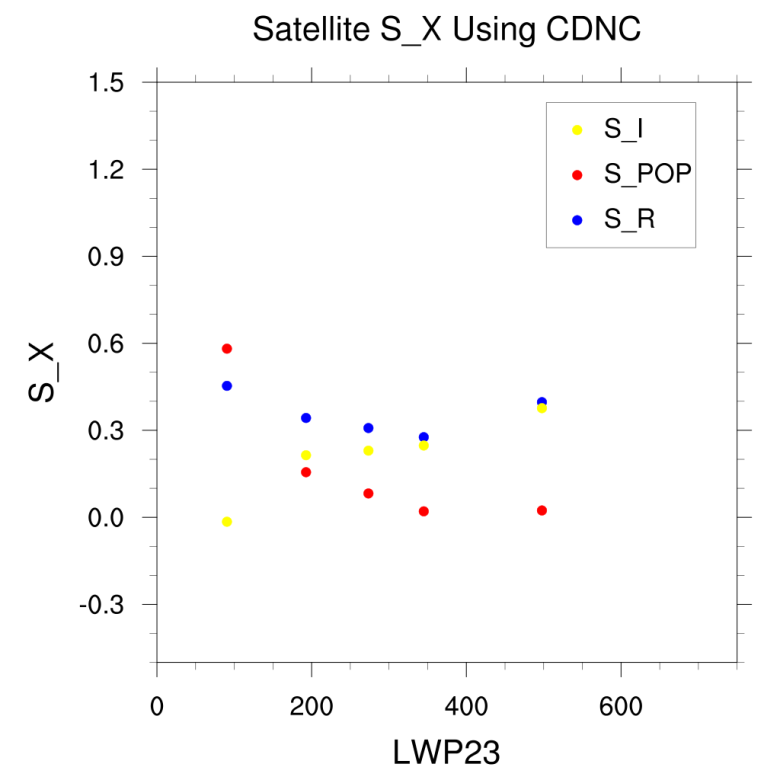 Satellite S_X Using CDNC
1.5
1.2
0.9
0.6
0.3
0.0
-0.3
S_X
S_I
S_POP
S_R
0 200 400 600
LWP23